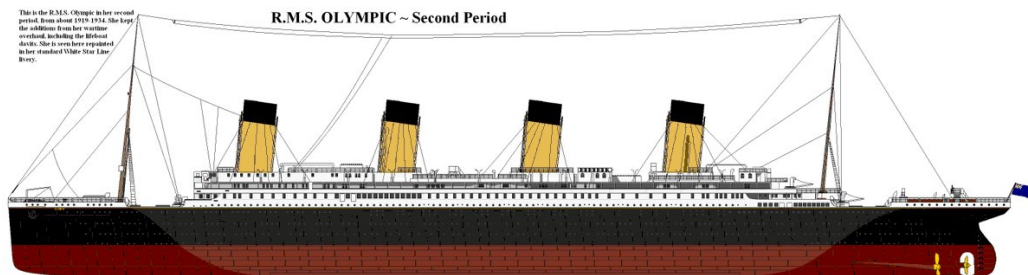 This is the R.M.S. Olympic in her second
period, from about 1919-1934. She kept
the additions from her wartime
overhaul, including the lifeboat
davits. She is seen here repainted
in her standard White Star Line
livery.
R.M.S. OLYMPIC ~ Second Period